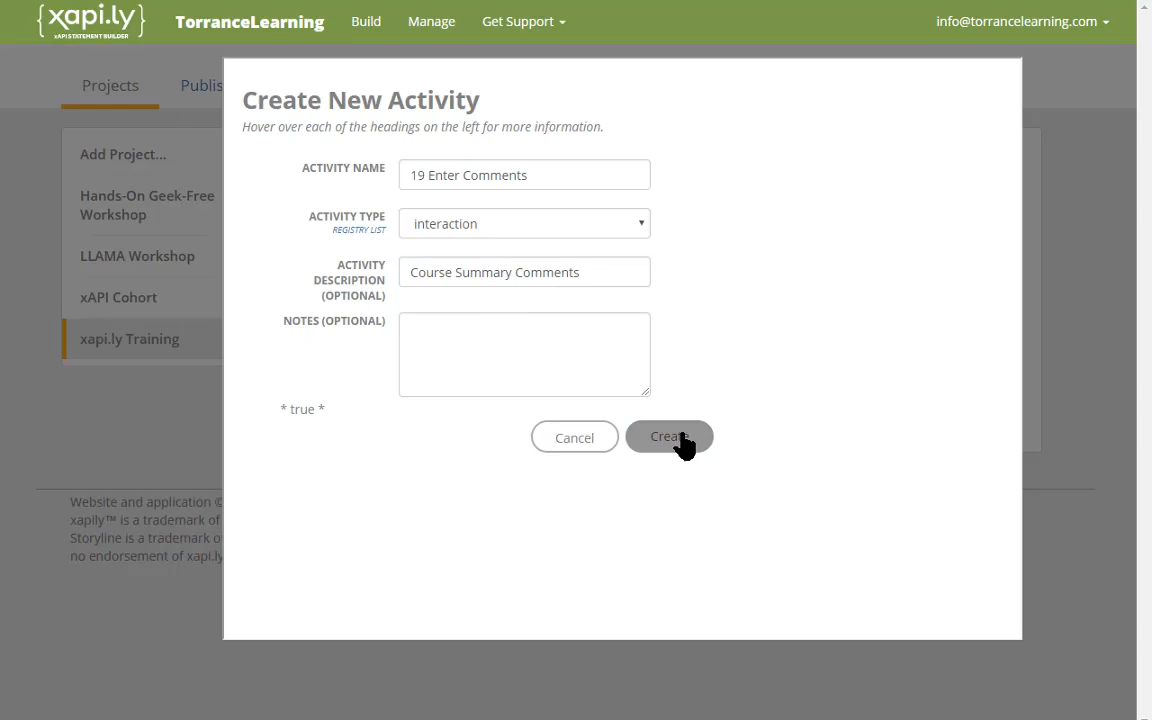 {xapi.ly}
xAPI STATEMENT BUILDER
TorranceLearning
Build
Manage
Get Support
info@torrancelearning.com
Projects
Publis
Add Project...
Hands-On Geek-Free
Workshop
LLAMA Workshop
xAPI Cohort
xapi.ly Training
Create New Activity
Hover over each of the headings on the left for more information.
ACTIVITY NAME
19 Enter Comments
ACTIVITY TYPE
REGISTRY LIST
interaction
ACTIVITY
DESCRIPTION
(OPTIONAL)
Course Summary Comments
NOTES (OPTIONAL)
* true *
Cancel
Create
Website and application ©
xapily™ is a trademark of
Storyline is a trademark o
no endorsement of xapi.ly